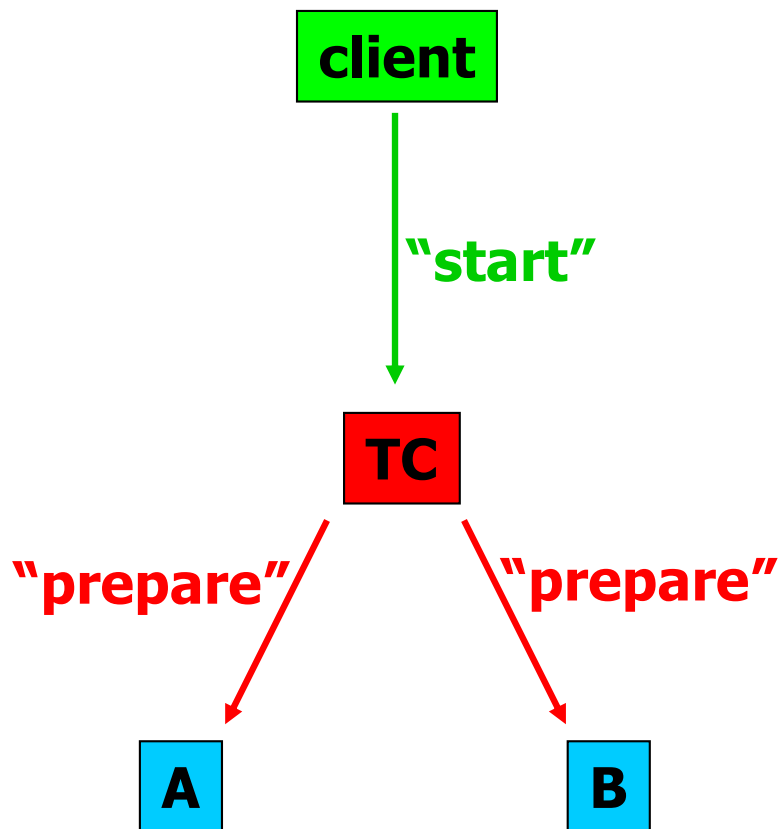 client
“start”
TC
“prepare”
“prepare”
A
B